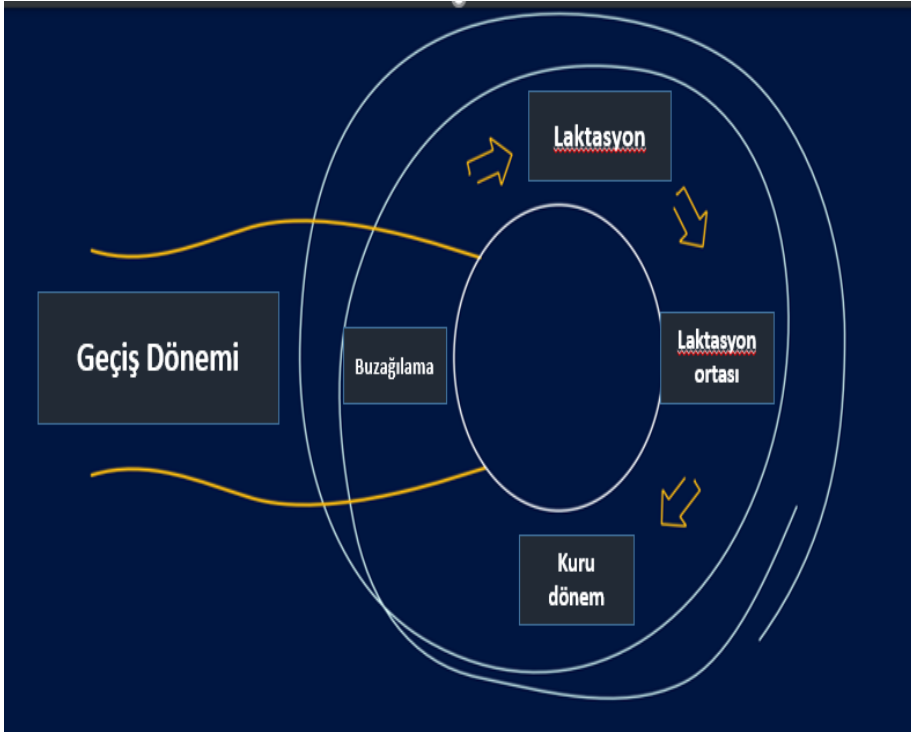 Laktasyon
Geçiş Dönemi
Buzağılama
Laktasyon
ortası
Kuru
dönem